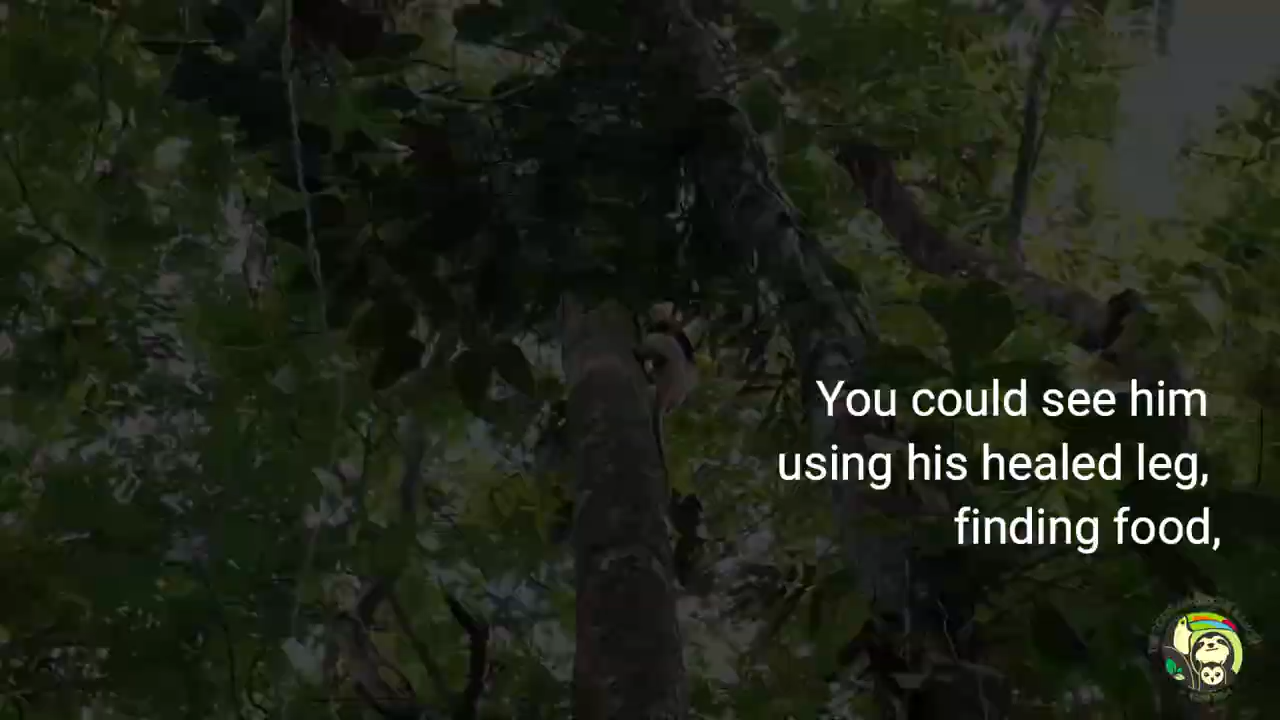 You could see him
using his healed leg,
finding food,